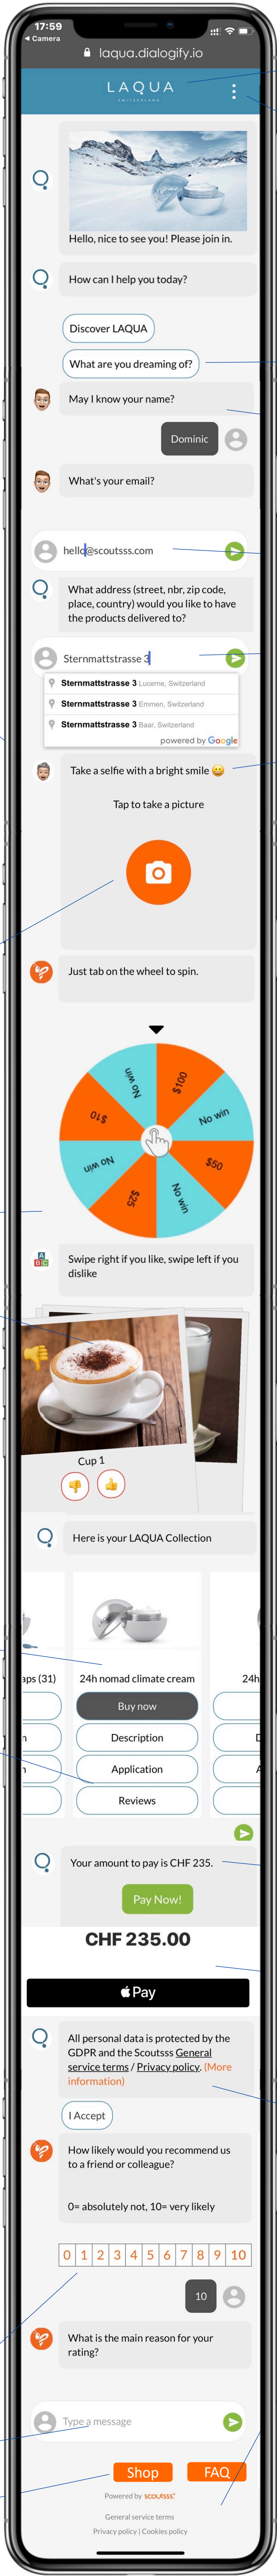 17:59
◀ Camera
laqua.dialogify.io
LAQUA
SWITZERLAND
Hello, nice to see you! Please join in.
How can I help you today?
Discover LAQUA
What are you dreaming of?
May I know your name?
Dominic
What's your email?
hello@scoutsss.com
What address (street, nbr, zip code,
place, country) would you like to have
the products delivered to?
Sternmattstrasse 3
Sternmattstrasse 3 Lucerne, Switzerland
Sternmattstrasse 3 Emmen, Switzerland
Sternmattstrasse 3 Baar, Switzerland
powered by Google
Take a selfie with a bright smile 😄
Tap to take a picture
Just tab on the wheel to spin.
No win
$100
No win
$50
No win
$25
No win
$10
A
B C
Swipe right if you like, swipe left if you
dislike
Cup 1
Here is your LAQUA Collection
aps (31)
24h nomad climate cream
24h
Buy now
Description
Application
Reviews
Your amount to pay is CHF 235.
Pay Now!
CHF 235.00
Pay
All personal data is protected by the
GDPR and the Scoutsss General
service terms / Privacy policy. (More
information)
I Accept
How likely would you recommend us
to a friend or colleague?
0= absolutely not, 10= very likely
0 1 2 3 4 5 6 7 8 9 10
10
What is the main reason for your
rating?
Type a message
Shop
FAQ
Powered by scoutsss
General service terms
Privacy policy | Cookies policy